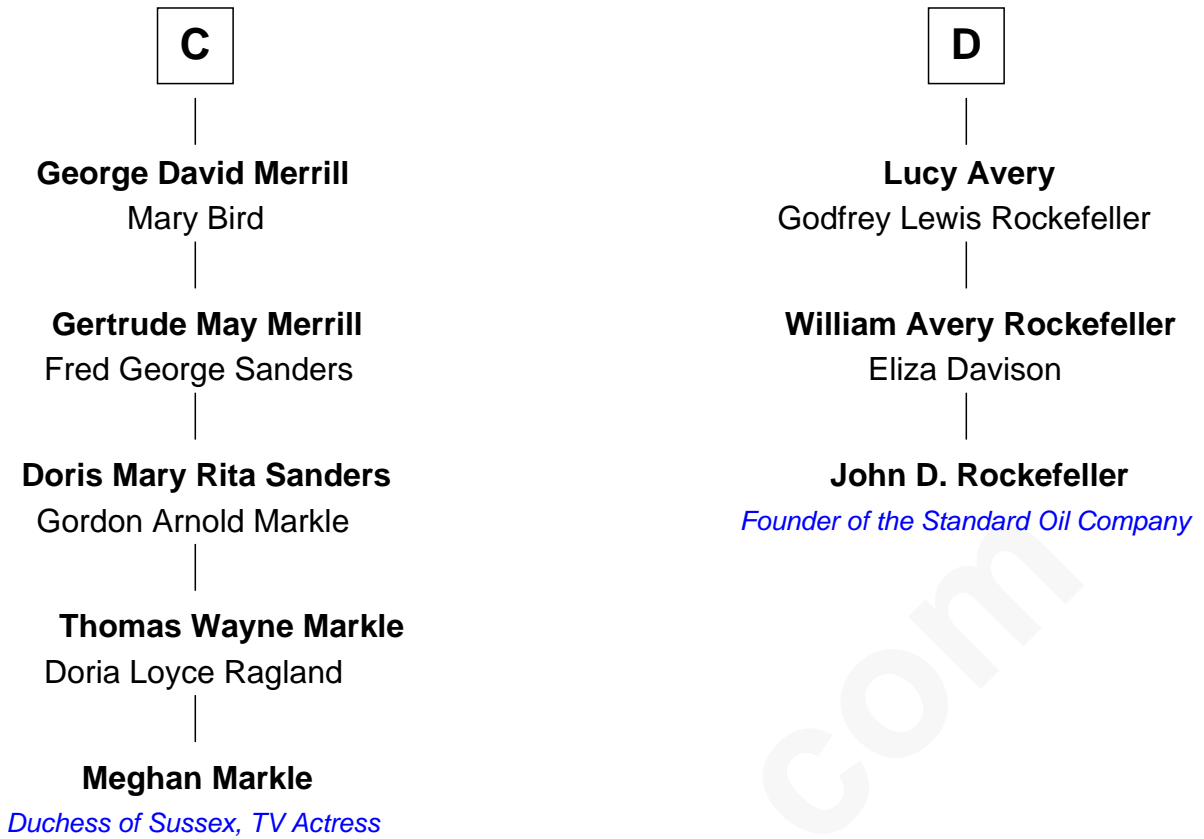 C
George David Merrill
Mary Bird
Gertrude May Merrill
Fred George Sanders
Doris Mary Rita Sanders
Gordon Arnold Markle
Thomas Wayne Markle
Doria Loyce Ragland
Meghan Markle
Duchess of Sussex, TV Actress
D
Lucy Avery
Godfrey Lewis Rockefeller
William Avery Rockefeller
Eliza Davison
John D. Rockefeller
Founder of the Standard Oil Company
com